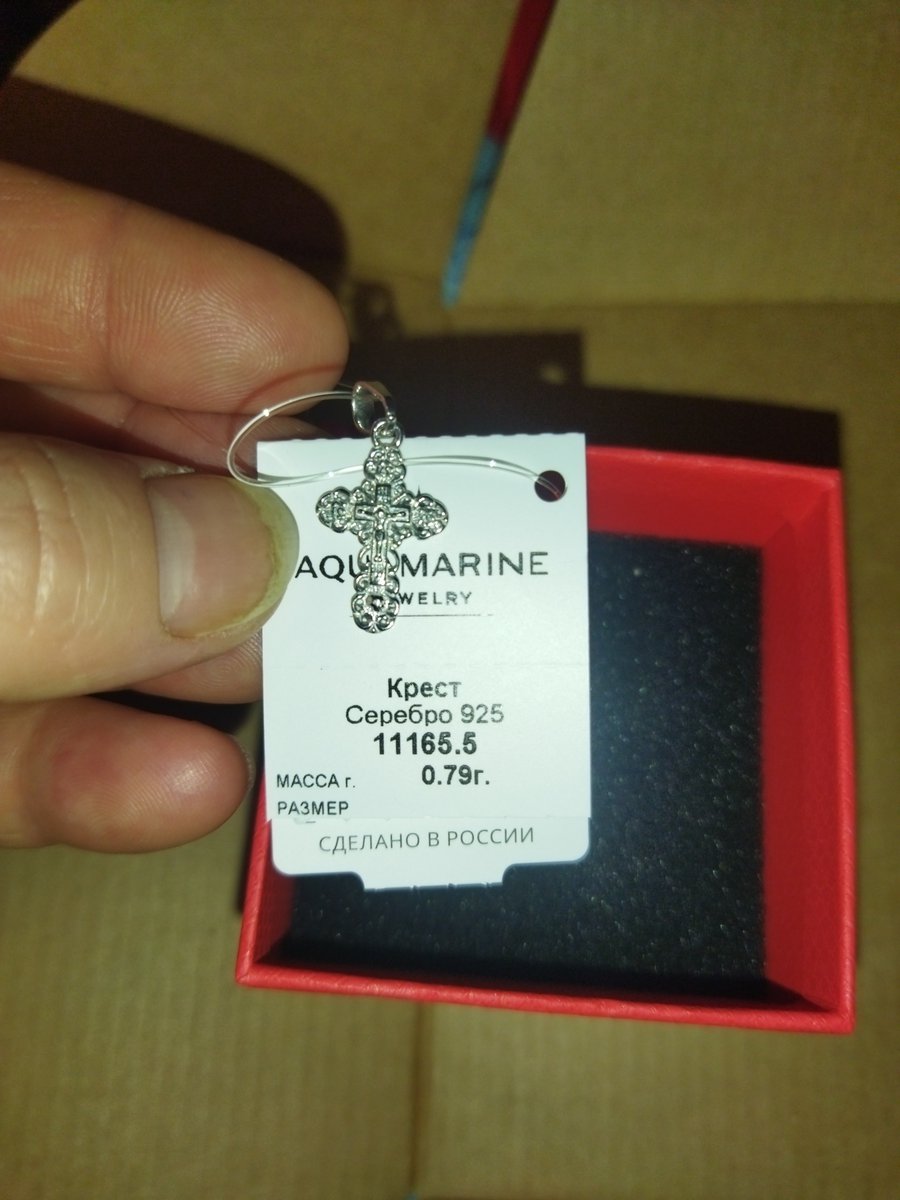 AQU MARINE
WELRY
Крест
Серебро 925
11165.5
МАССА г. 0.79г.
РАЗМЕР
СДЕЛАНО В РОССИИ